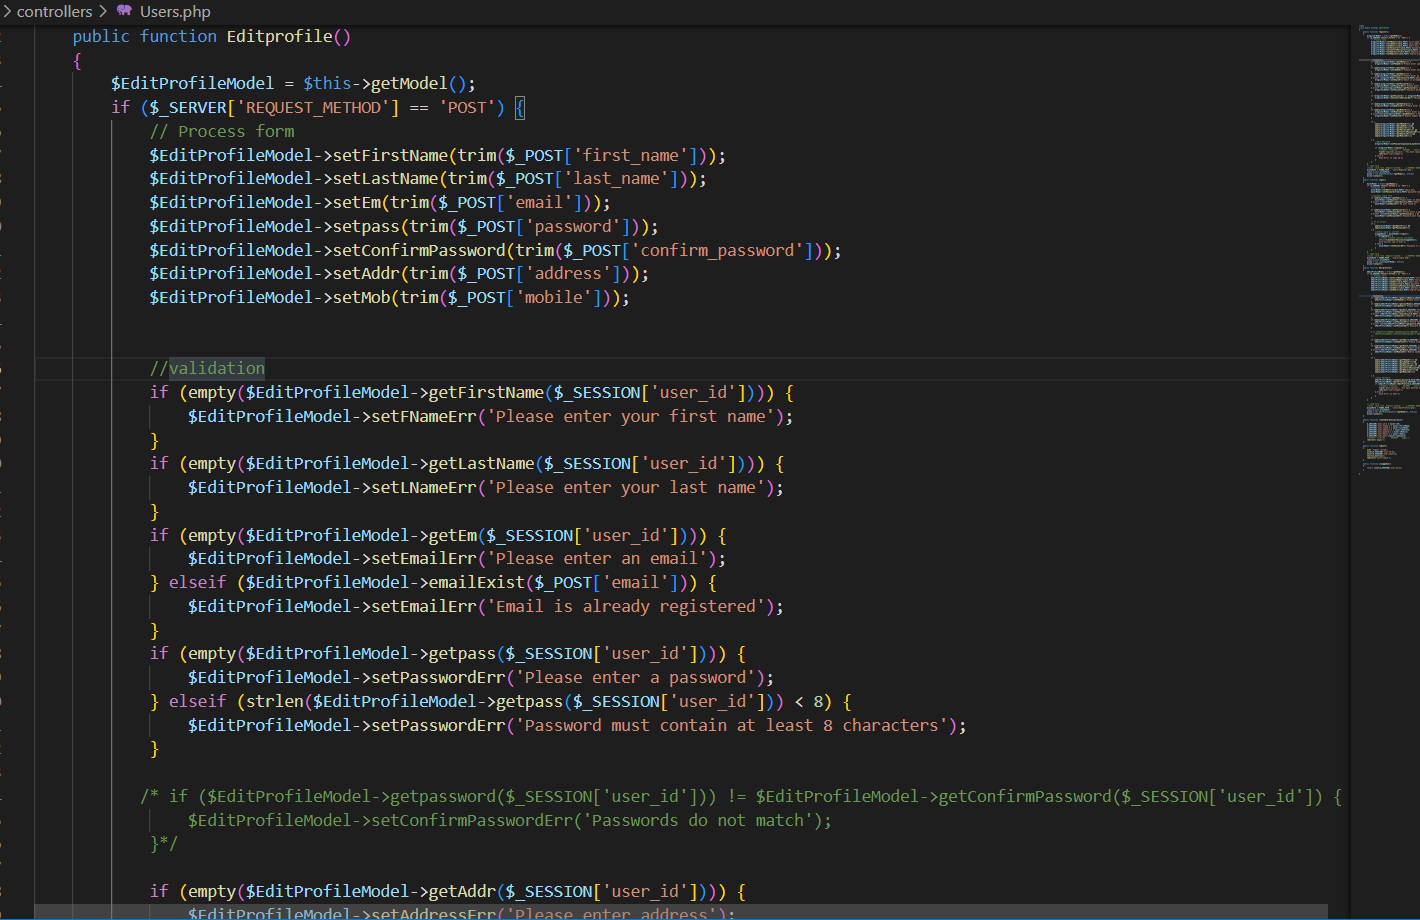 controllers > Users.php
public function Editprofile()
{
$EditProfileModel = $this->getModel();
if ($_SERVER['REQUEST_METHOD'] == 'POST') {
// Process form
$EditProfileModel->setFirstName(trim($_POST['first_name']));
$EditProfileModel->setLastName(trim($_POST['last_name']));
$EditProfileModel->setEm(trim($_POST['email']));
$EditProfileModel->setpass(trim($_POST['password']));
$EditProfileModel->setConfirmPassword(trim($_POST['confirm_password']));
$EditProfileModel->setAddr(trim($_POST['address']));
$EditProfileModel->setMob(trim($_POST['mobile']));
//validation
if (empty($EditProfileModel->getFirstName($_SESSION['user_id']))) {
$EditProfileModel->setFNameErr('Please enter your first name');
}
if (empty($EditProfileModel->getLastName($_SESSION['user_id']))) {
$EditProfileModel->setLNameErr('Please enter your last name');
}
if (empty($EditProfileModel->getEm($_SESSION['user_id']))) {
$EditProfileModel->setEmailErr('Please enter an email');
} elseif ($EditProfileModel->emailExist($_POST['email'])) {
$EditProfileModel->setEmailErr('Email is already registered');
}
if (empty($EditProfileModel->getpass($_SESSION['user_id']))) {
$EditProfileModel->setPasswordErr('Please enter a password');
} elseif (strlen($EditProfileModel->getpass($_SESSION['user_id'])) < 8) {
$EditProfileModel->setPasswordErr('Password must contain at least 8 characters');
}
/* if ($EditProfileModel->getpassword($_SESSION['user_id'])) != $EditProfileModel->getConfirmPassword($_SESSION['user_id']) {
$EditProfileModel->setConfirmPasswordErr('Passwords do not match');
}*/
if (empty($EditProfileModel->getAddr($_SESSION['user_id']))) {
$EditProfileModel->setAddressErr('Please enter address');